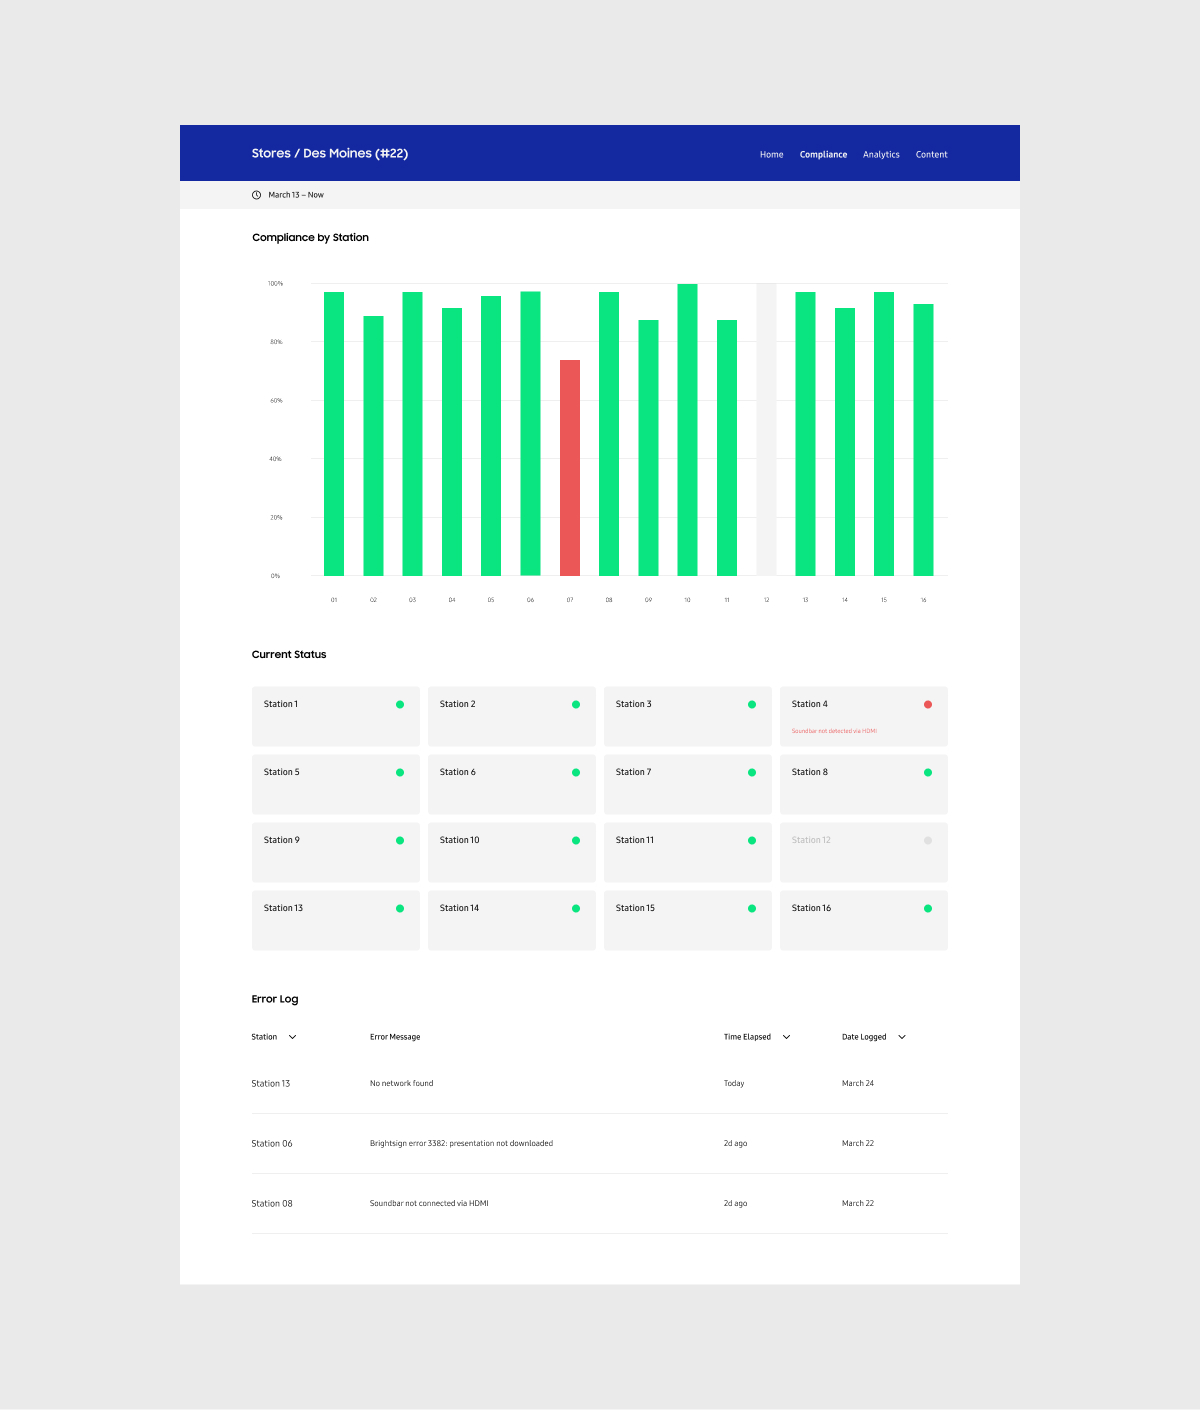 Stores / Des Moines (#22)
Home Compliance Analytics Content
March 13 – Now
Compliance by Station
100%
80%
60%
40%
20%
0%
01 02 03 04 05 06 07 08 09 10 11 12 13 14 15 16
Current Status
Station 1 Station 2 Station 3 Station 4
Soundbar not detected via HDMI
Station 5 Station 6 Station 7 Station 8
Station 9 Station 10 Station 11 Station 12
Station 13 Station 14 Station 15 Station 16
Error Log
Station Error Message Time Elapsed Date Logged
Station 13 No network found Today March 24
Station 06 Brightsign error 3382: presentation not downloaded 2d ago March 22
Station 08 Soundbar not connected via HDMI 2d ago March 22